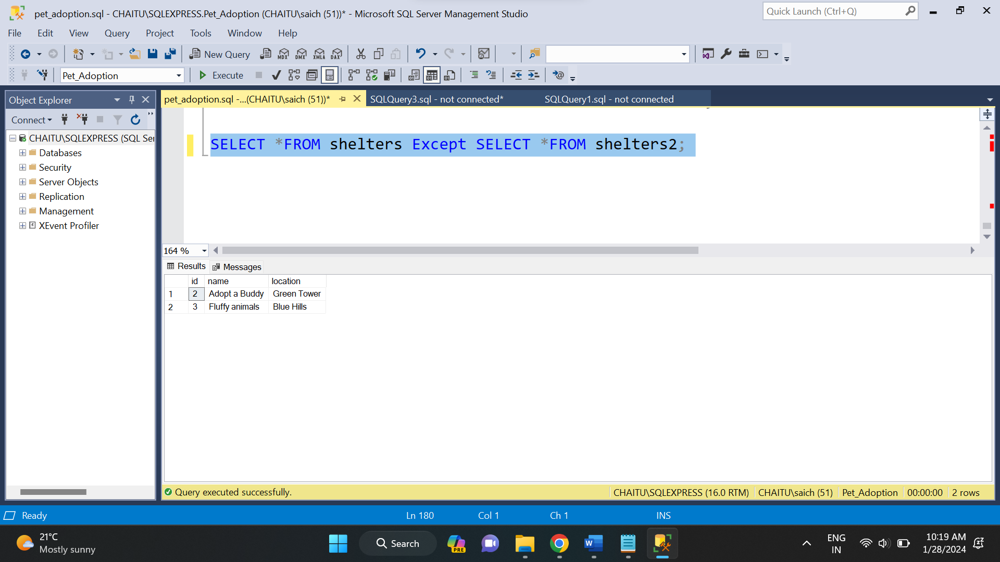 pet_adoption.sql - CHAITU\SQLEXPRESS.Pet_Adoption (CHAITU\saich (51))* - Microsoft SQL Server Management Studio
Quick Launch (Ctrl+Q)
File Edit View Query Project Tools Window Help
New Query MDX DMX XMLA DAX
Pet_Adoption Execute
Object Explorer
pet_adoption.sql -...(CHAITU\saich (51))* SQLQuery3.sql - not connected* SQLQuery1.sql - not connected
Connect
CHAITU\SQLEXPRESS (SQL Ser
Databases
Security
Server Objects
Replication
Management
XEvent Profiler
SELECT *FROM shelters Except SELECT *FROM shelters2;
164 %
Results Messages
id name location
1 2 Adopt a Buddy Green Tower
2 3 Fluffy animals Blue Hills
Query executed successfully. CHAITU\SQLEXPRESS (16.0 RTM) CHAITU\saich (51) Pet_Adoption 00:00:00 2 rows
Ready Ln 180 Col 1 Ch 1 INS
21°C
Mostly sunny
Search
PRE
W
ENG
IN
10:19 AM
1/28/2024